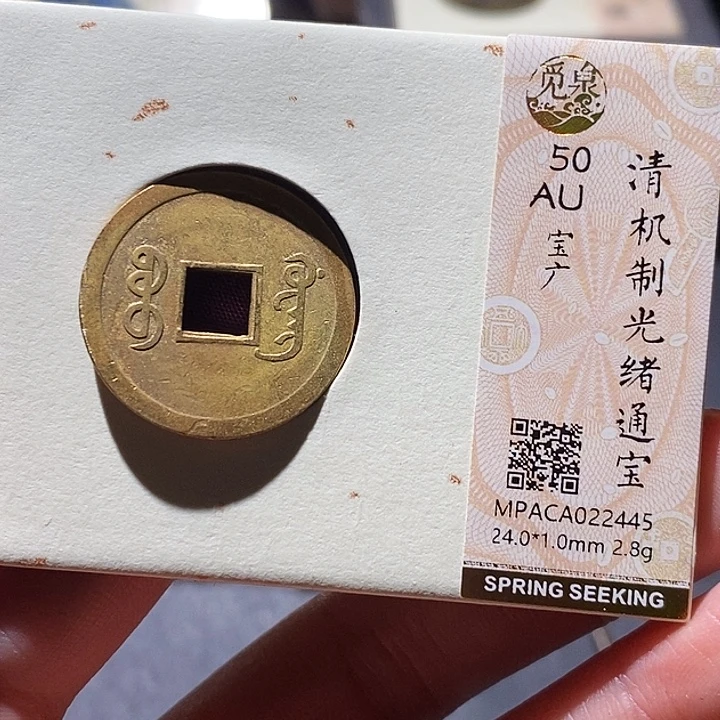 觅泉
50
AU
宝广
清机制光绪通宝
MPACA022445
24.0*1.0mm 2.8g
SPRING SEEKING